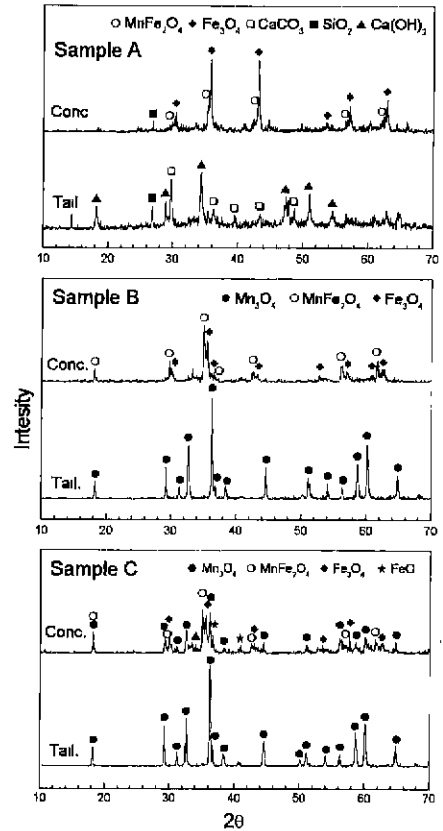 ○ MnFe₂O₄ ✦ Fe₃O₄ □ CaCO₃ ■ SiO₂ ▲ Ca(OH)₂
Sample A
Conc.
Tail
10 20 30 40 50 60 70
Sample B
● Mn₃O₄ ○ MnFe₂O₄ ✦ Fe₃O₄
Conc.
Tail.
Intesity
10 20 30 40 50 60 70
Sample C
● Mn₃O₄ ○ MnFe₂O₄ ✦ Fe₃O₄ ★ FeO
Conc.
Tail.
10 20 30 40 50 60 70
2θ